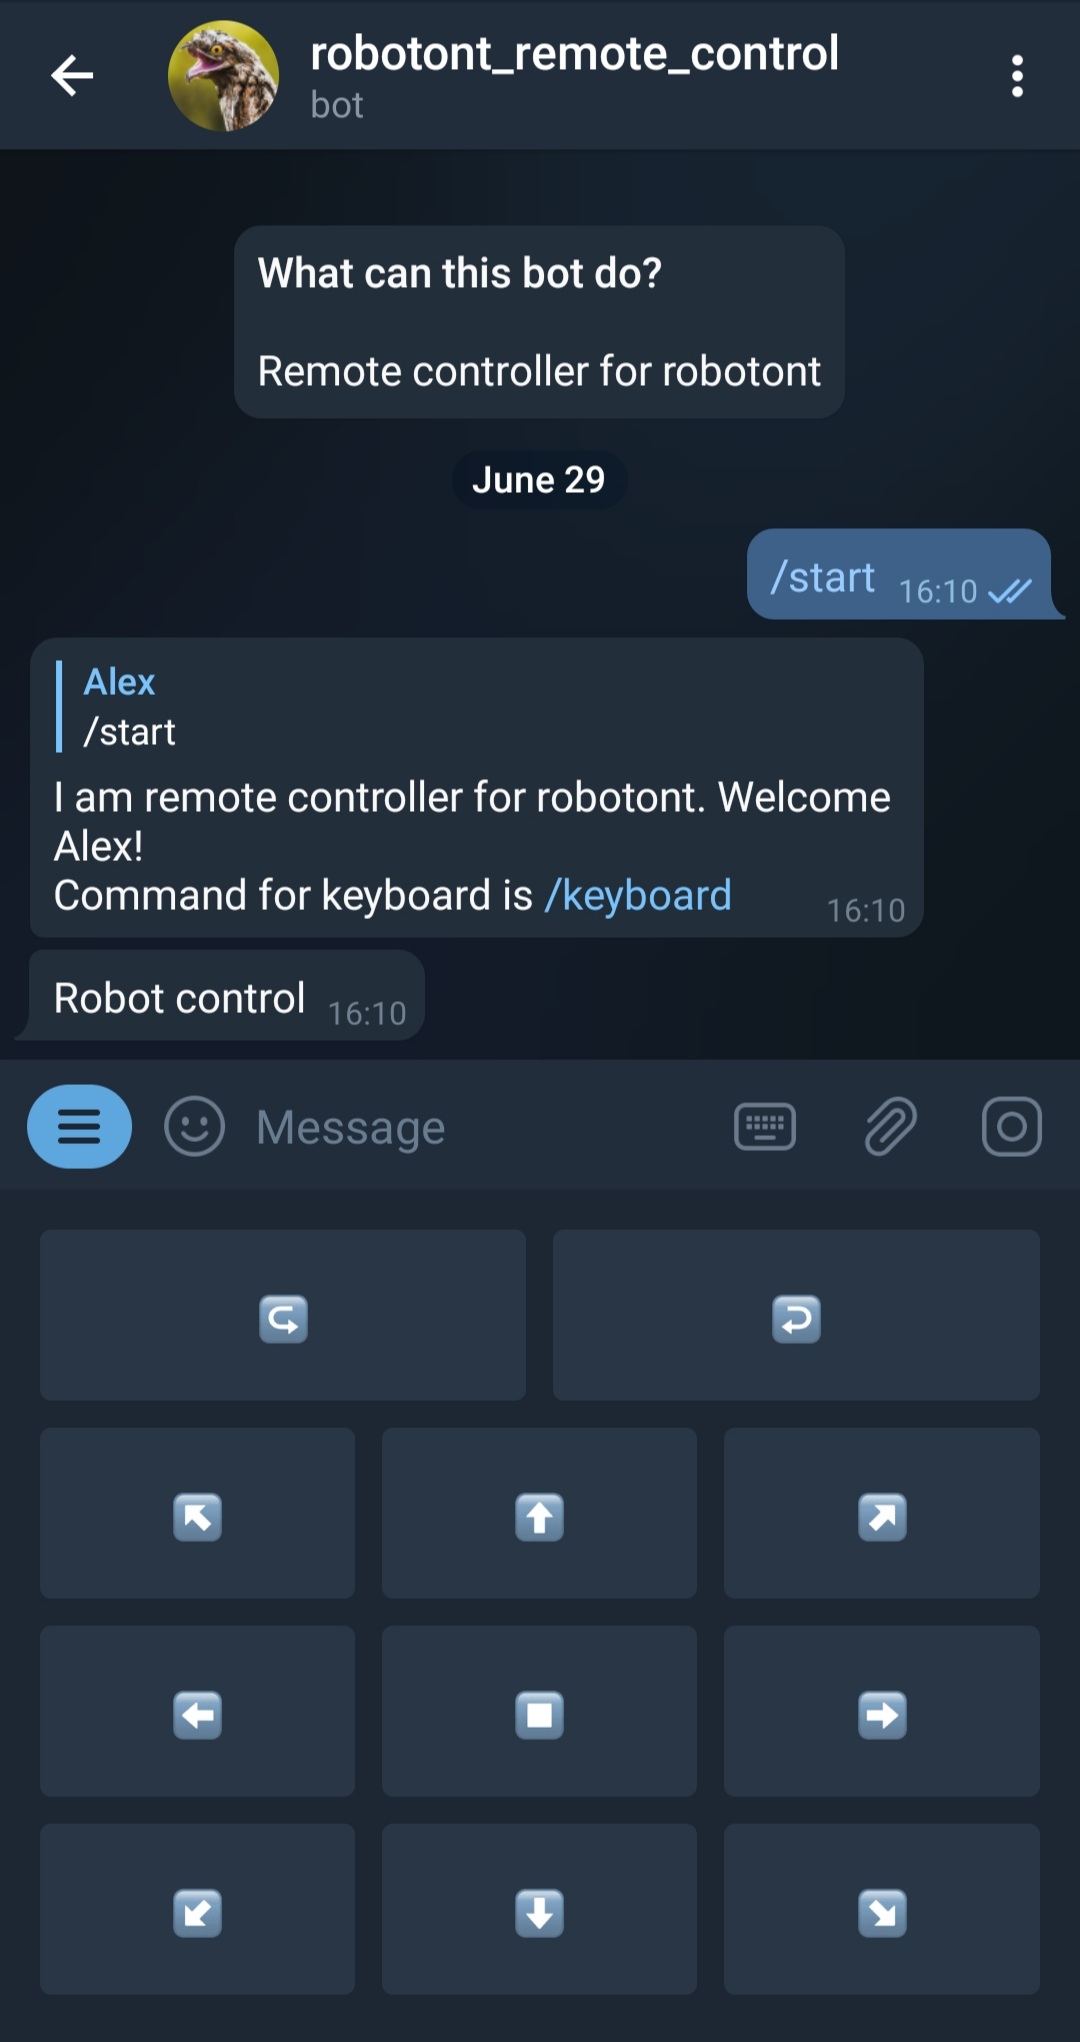 robotont_remote_control
bot
What can this bot do?
Remote controller for robotont
June 29
/start 16:10
Alex
/start
I am remote controller for robotont. Welcome
Alex!
Command for keyboard is /keyboard 16:10
Robot control 16:10
Message